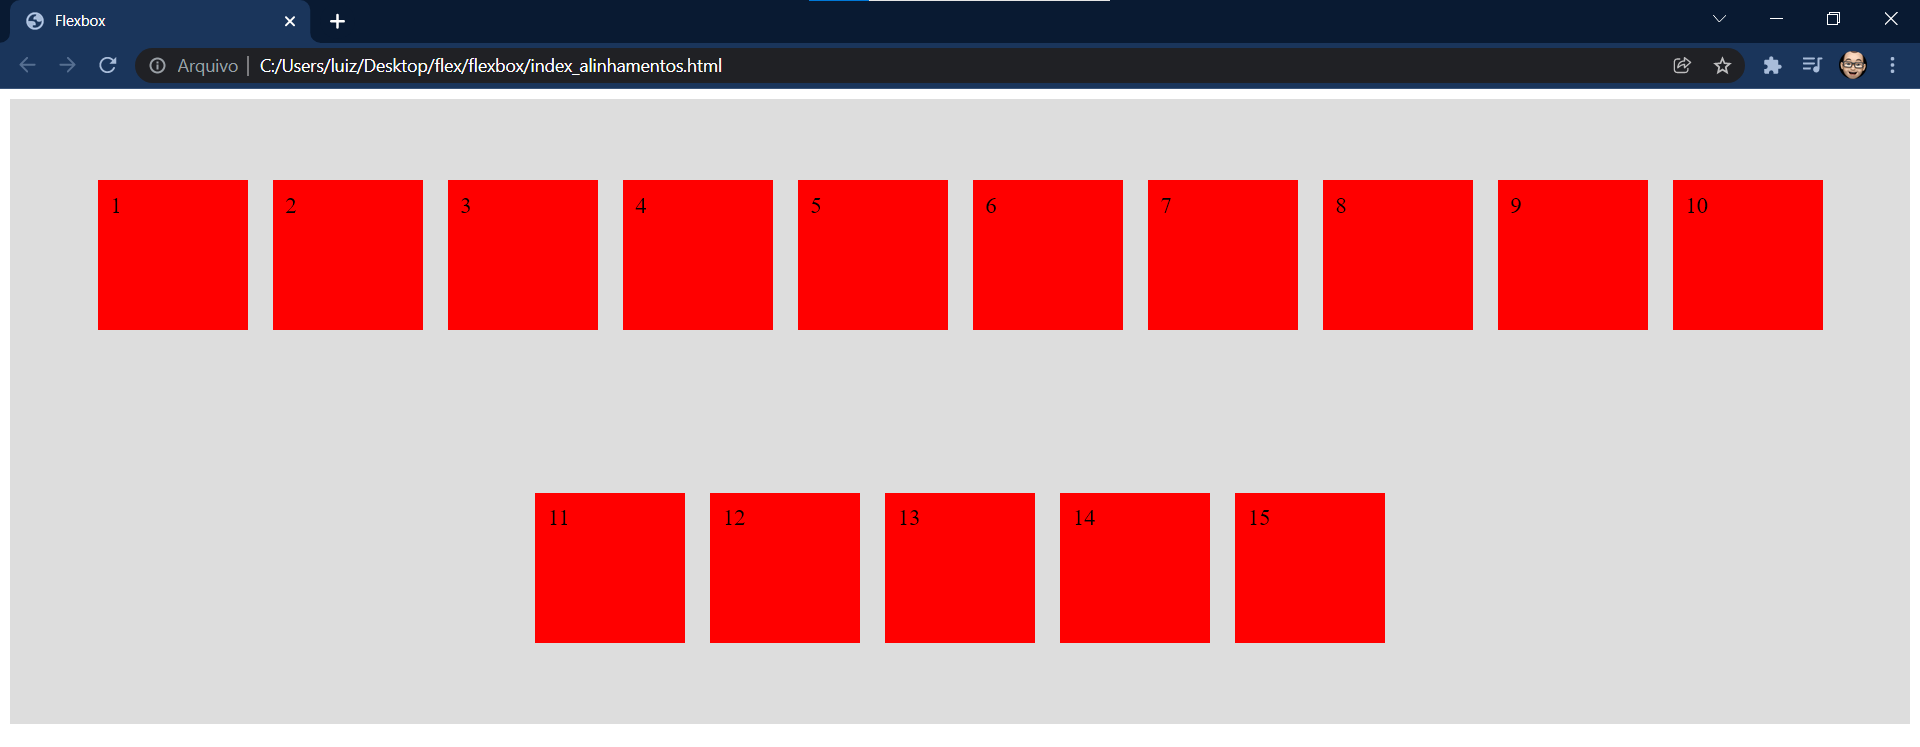 Flexbox
Arquivo C:/Users/luiz/Desktop/flex/flexbox/index_alinhamentos.html
1 2 3 4 5 6 7 8 9 10
11 12 13 14 15